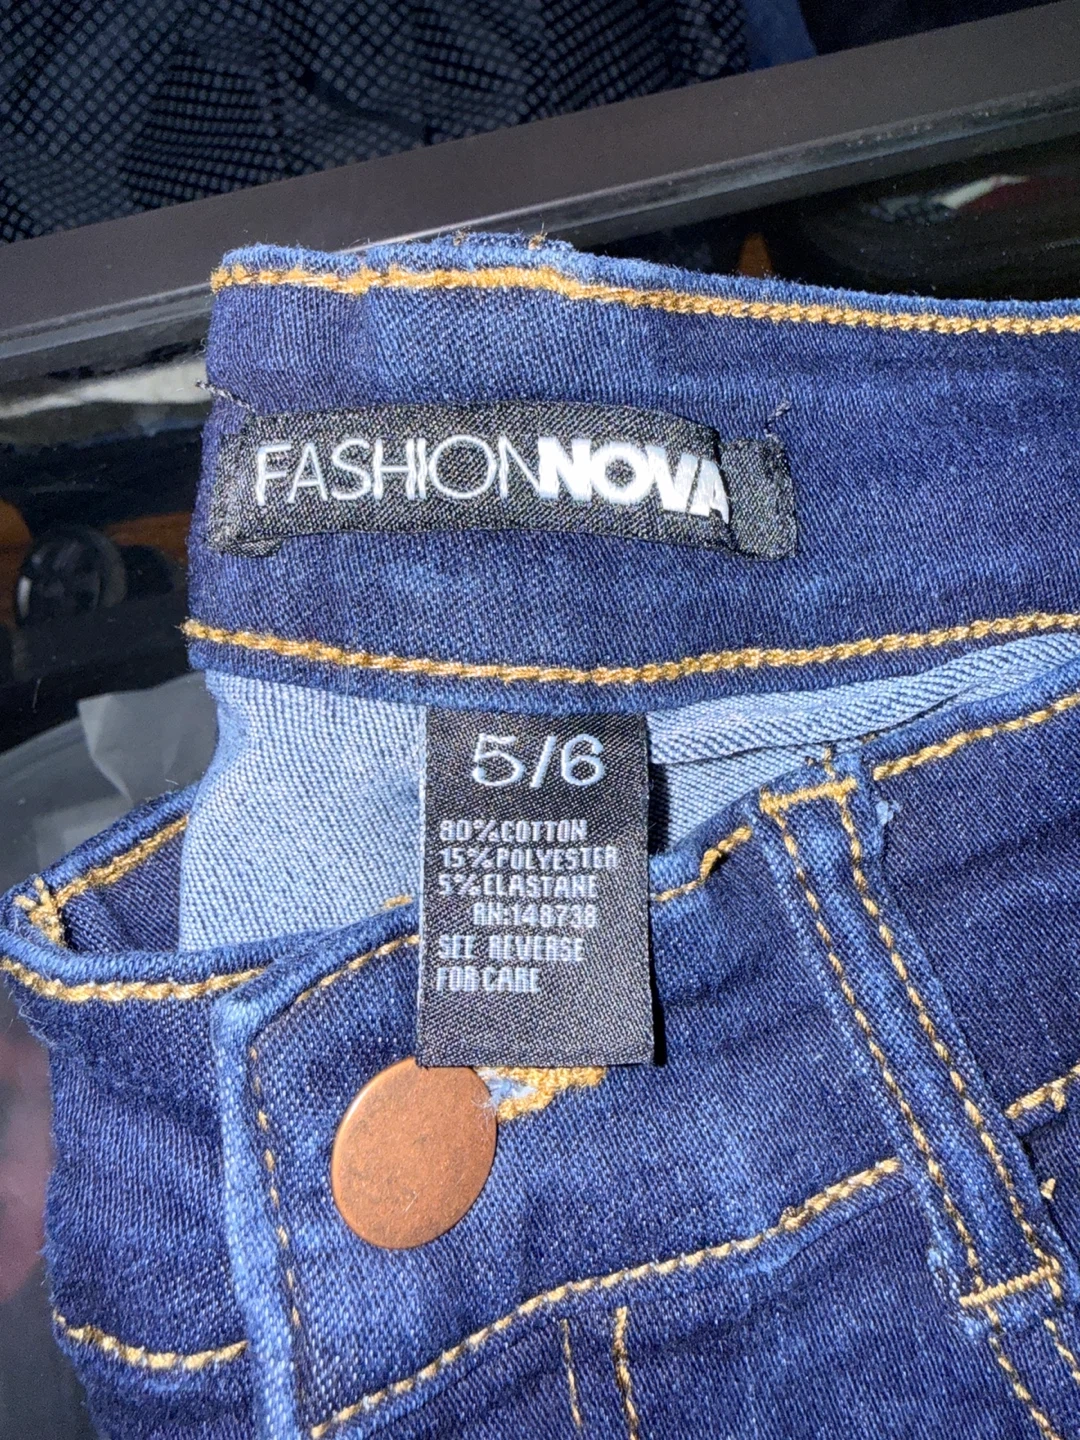 FASHIONNOVA
5/6
80% COTTON
15% POLYESTER
5% ELASTANE
RN:148738
SEE REVERSE
FOR CARE